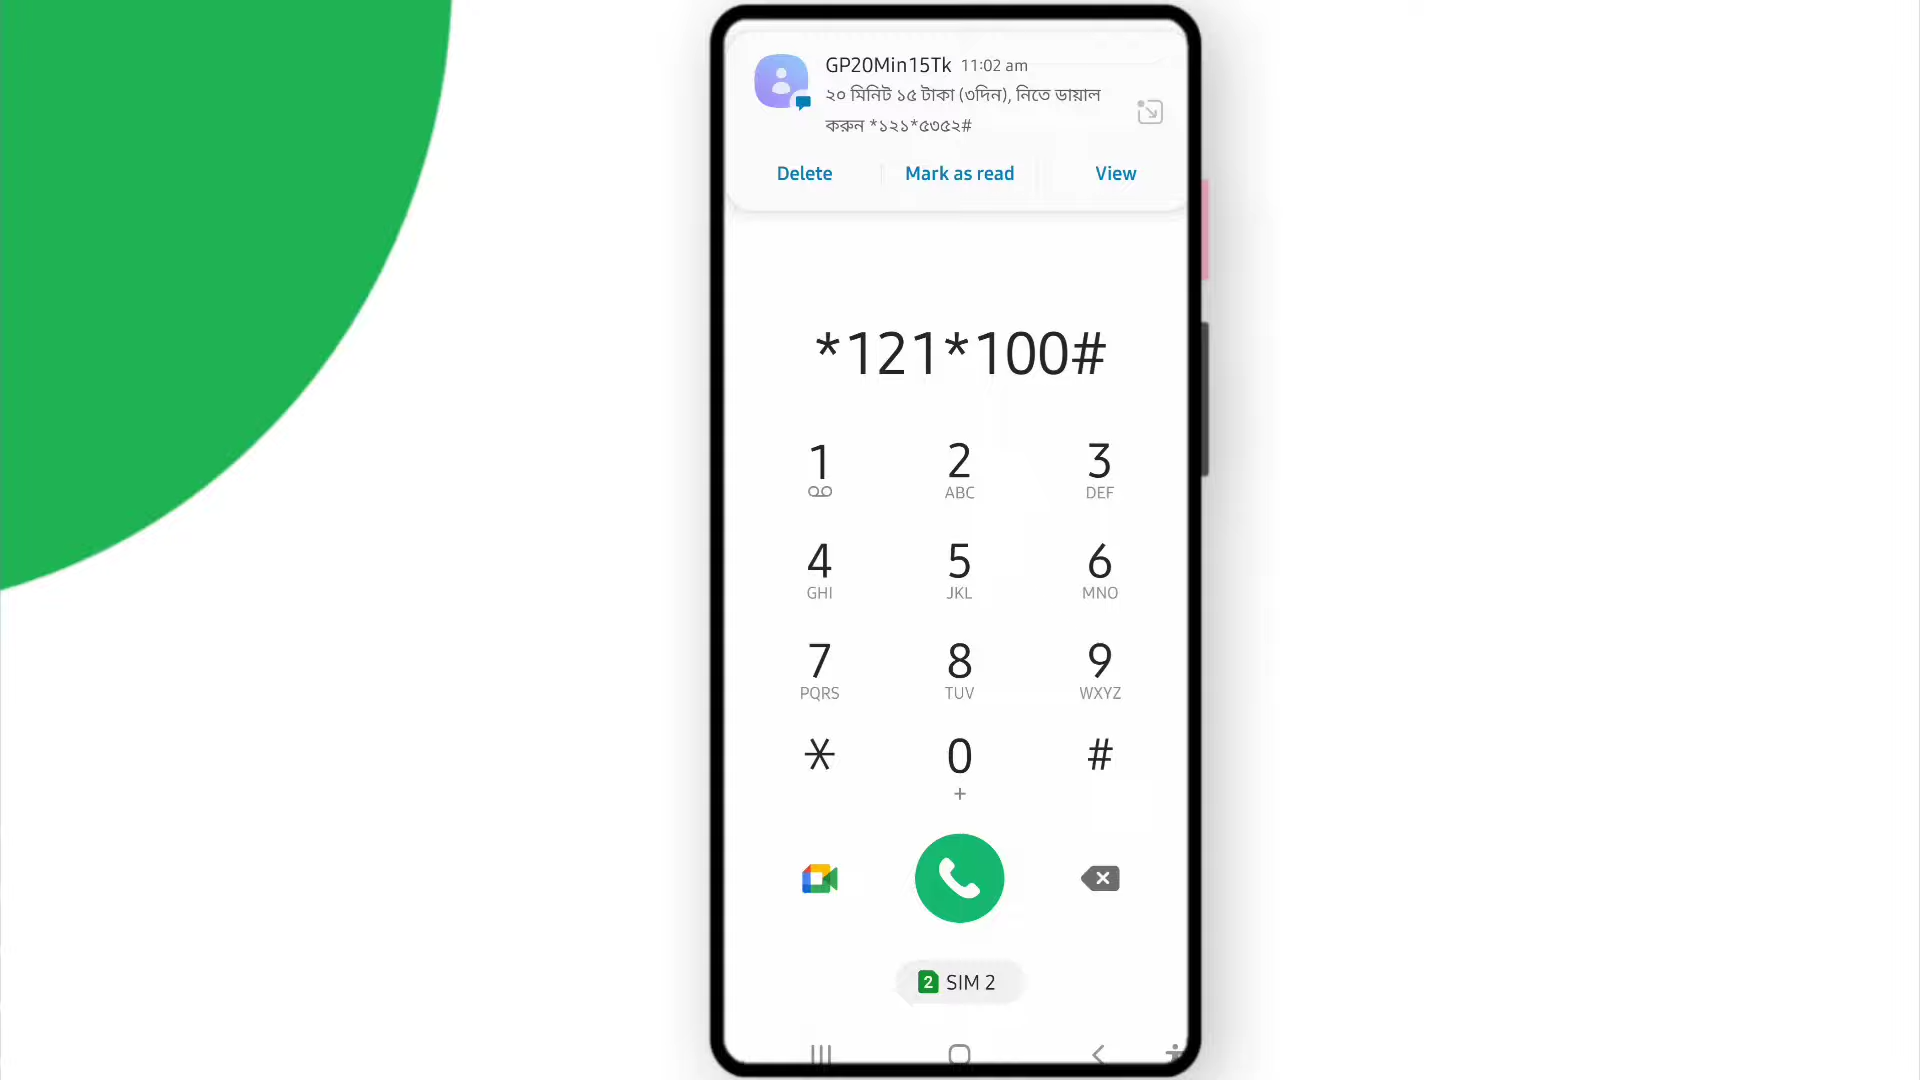 GP20Min15Tk 11:02 am
২০ মিনিট ১৫ টাকা (৩দিন), নিতে ডায়াল
করুন *১২১*৫৩৫২#
Delete Mark as read View
*121*100#
1 2 3
ABC DEF
4 5 6
GHI JKL MNO
7 8 9
PQRS TUV WXYZ
* 0 #
+
2 SIM 2